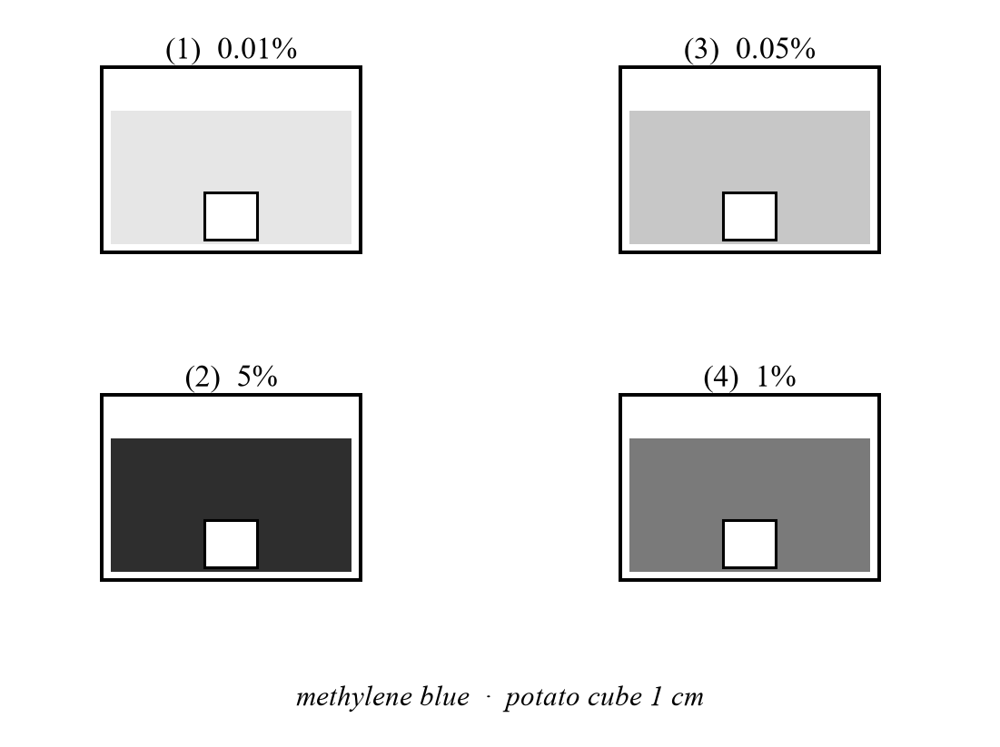 (1) 0.01%
(3) 0.05%
(2) 5%
(4) 1%
methylene blue · potato cube 1 cm